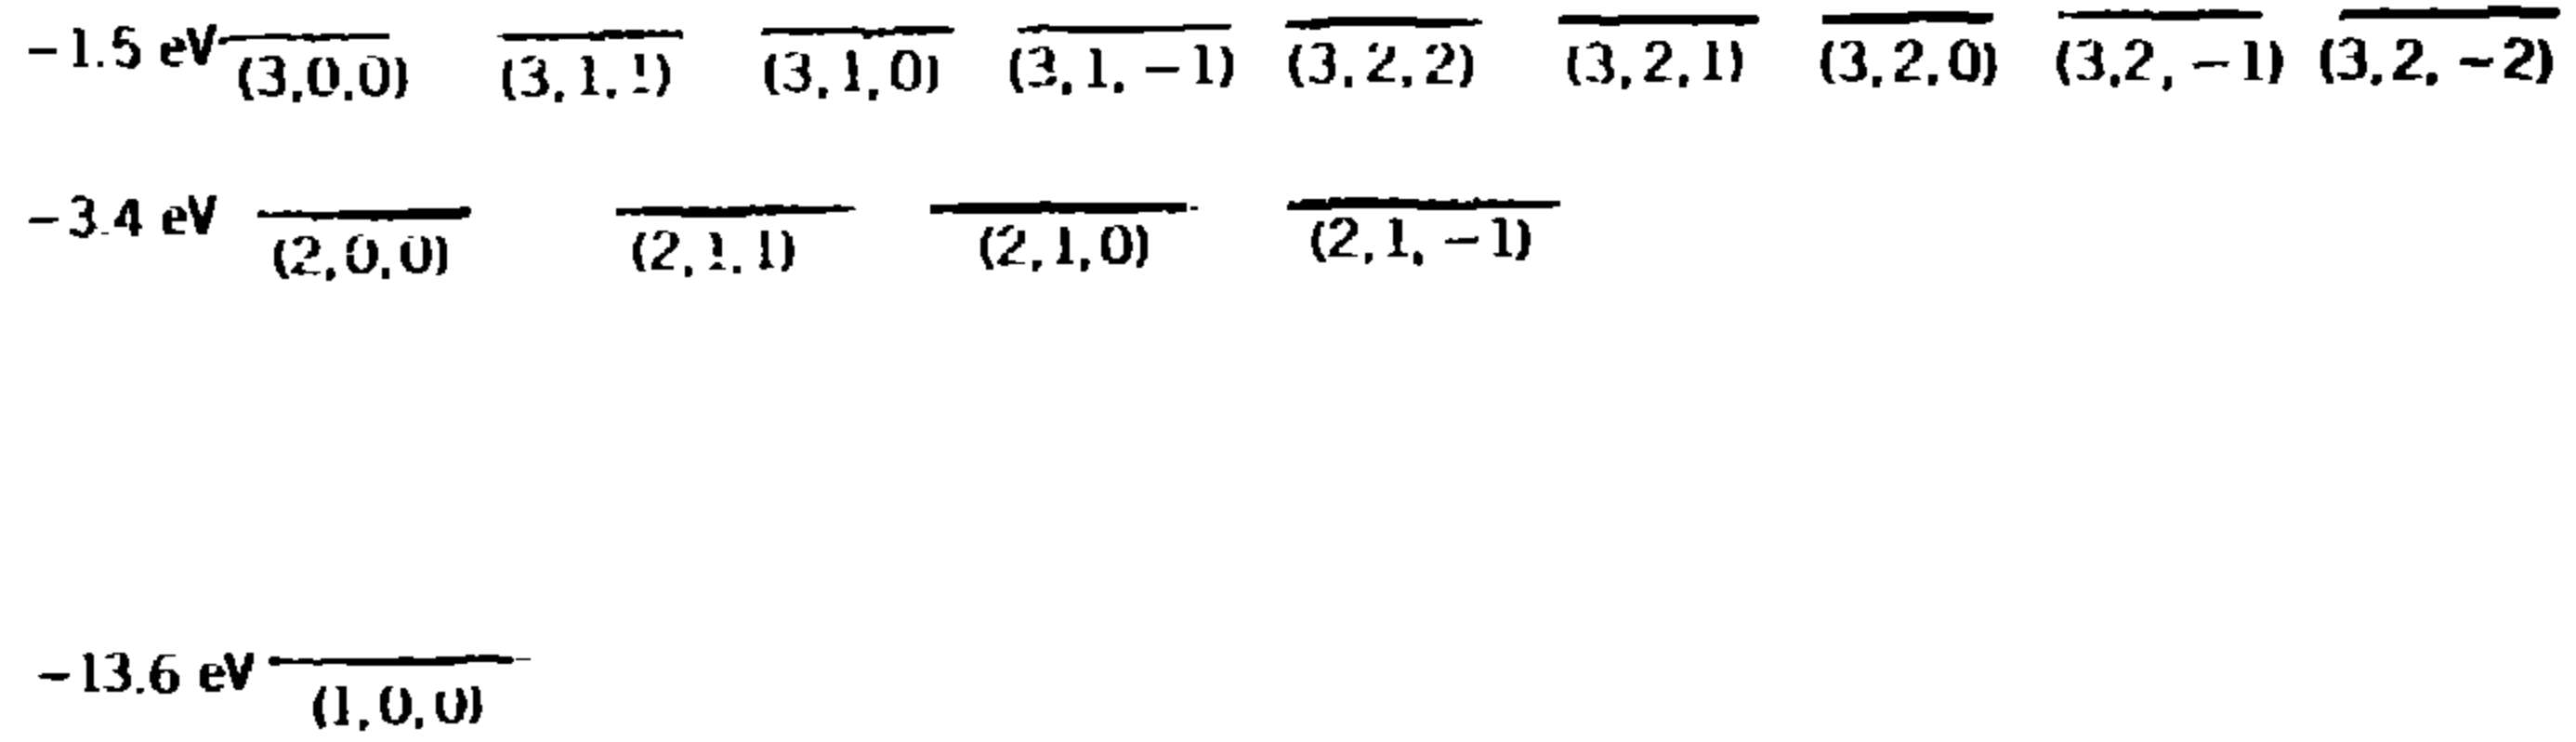 −1.5 eV (3,0,0) (3,1,1) (3,1,0) (3,1,−1) (3,2,2) (3,2,1) (3,2,0) (3,2,−1) (3,2,−2)
−3.4 eV (2,0,0) (2,1,1) (2,1,0) (2,1,−1)
−13.6 eV (1,0,0)